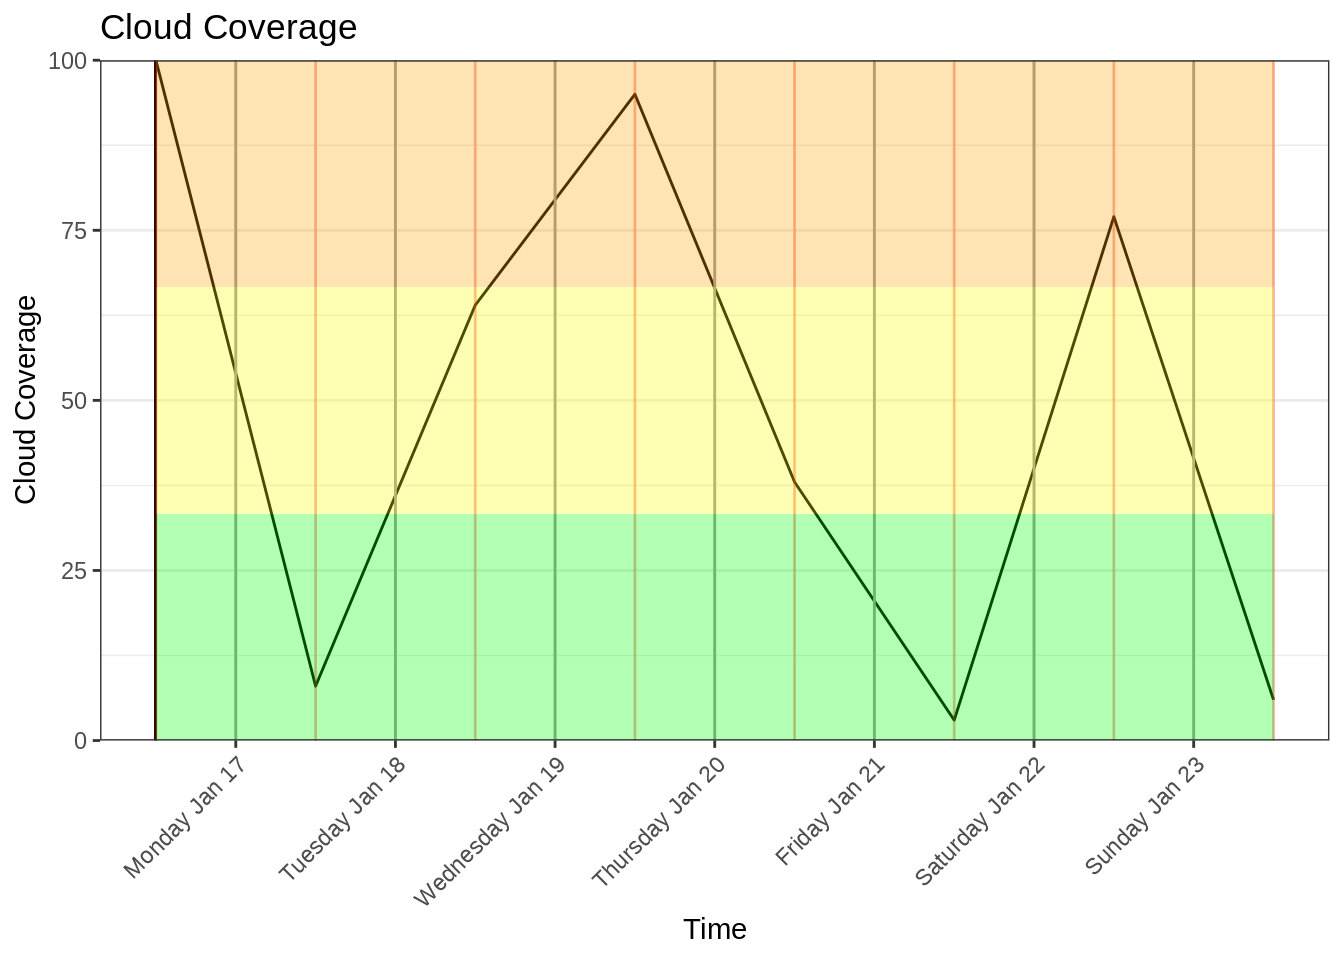 Cloud Coverage
100
75
50
25
0
Cloud Coverage
Monday Jan 17
Tuesday Jan 18
Wednesday Jan 19
Thursday Jan 20
Friday Jan 21
Saturday Jan 22
Sunday Jan 23
Time